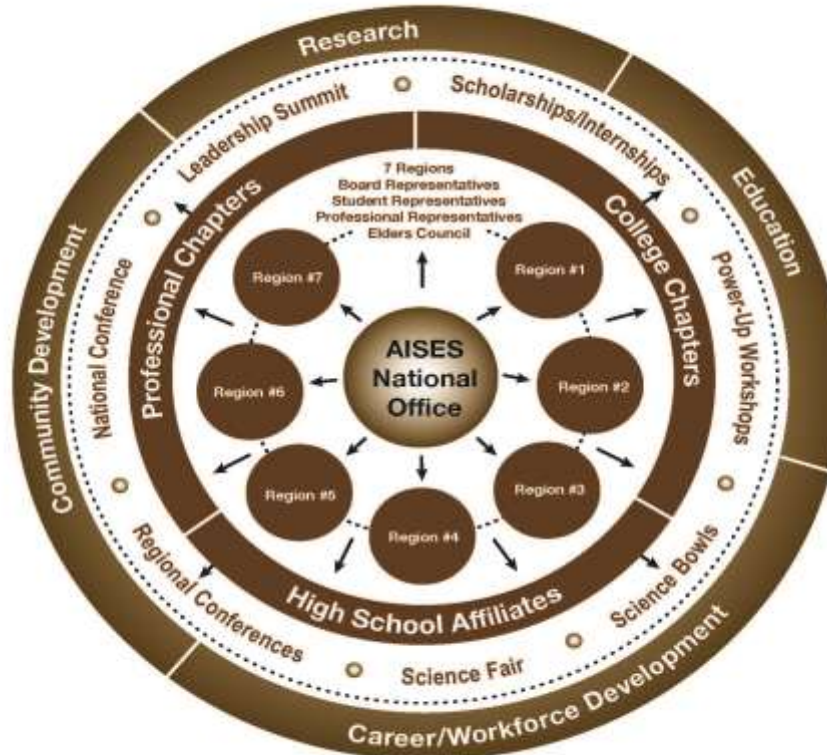 Research
Education
Career/Workforce Development
Community Development
Leadership Summit
Scholarships/Internships
Power-Up Workshops
Science Bowls
Science Fair
Regional Conferences
National Conference
Professional Chapters
College Chapters
High School Affiliates
7 Regions
Board Representatives
Student Representatives
Professional Representatives
Elders Council
Region #1
Region #2
Region #3
Region #4
Region #5
Region #6
Region #7
AISES
National
Office